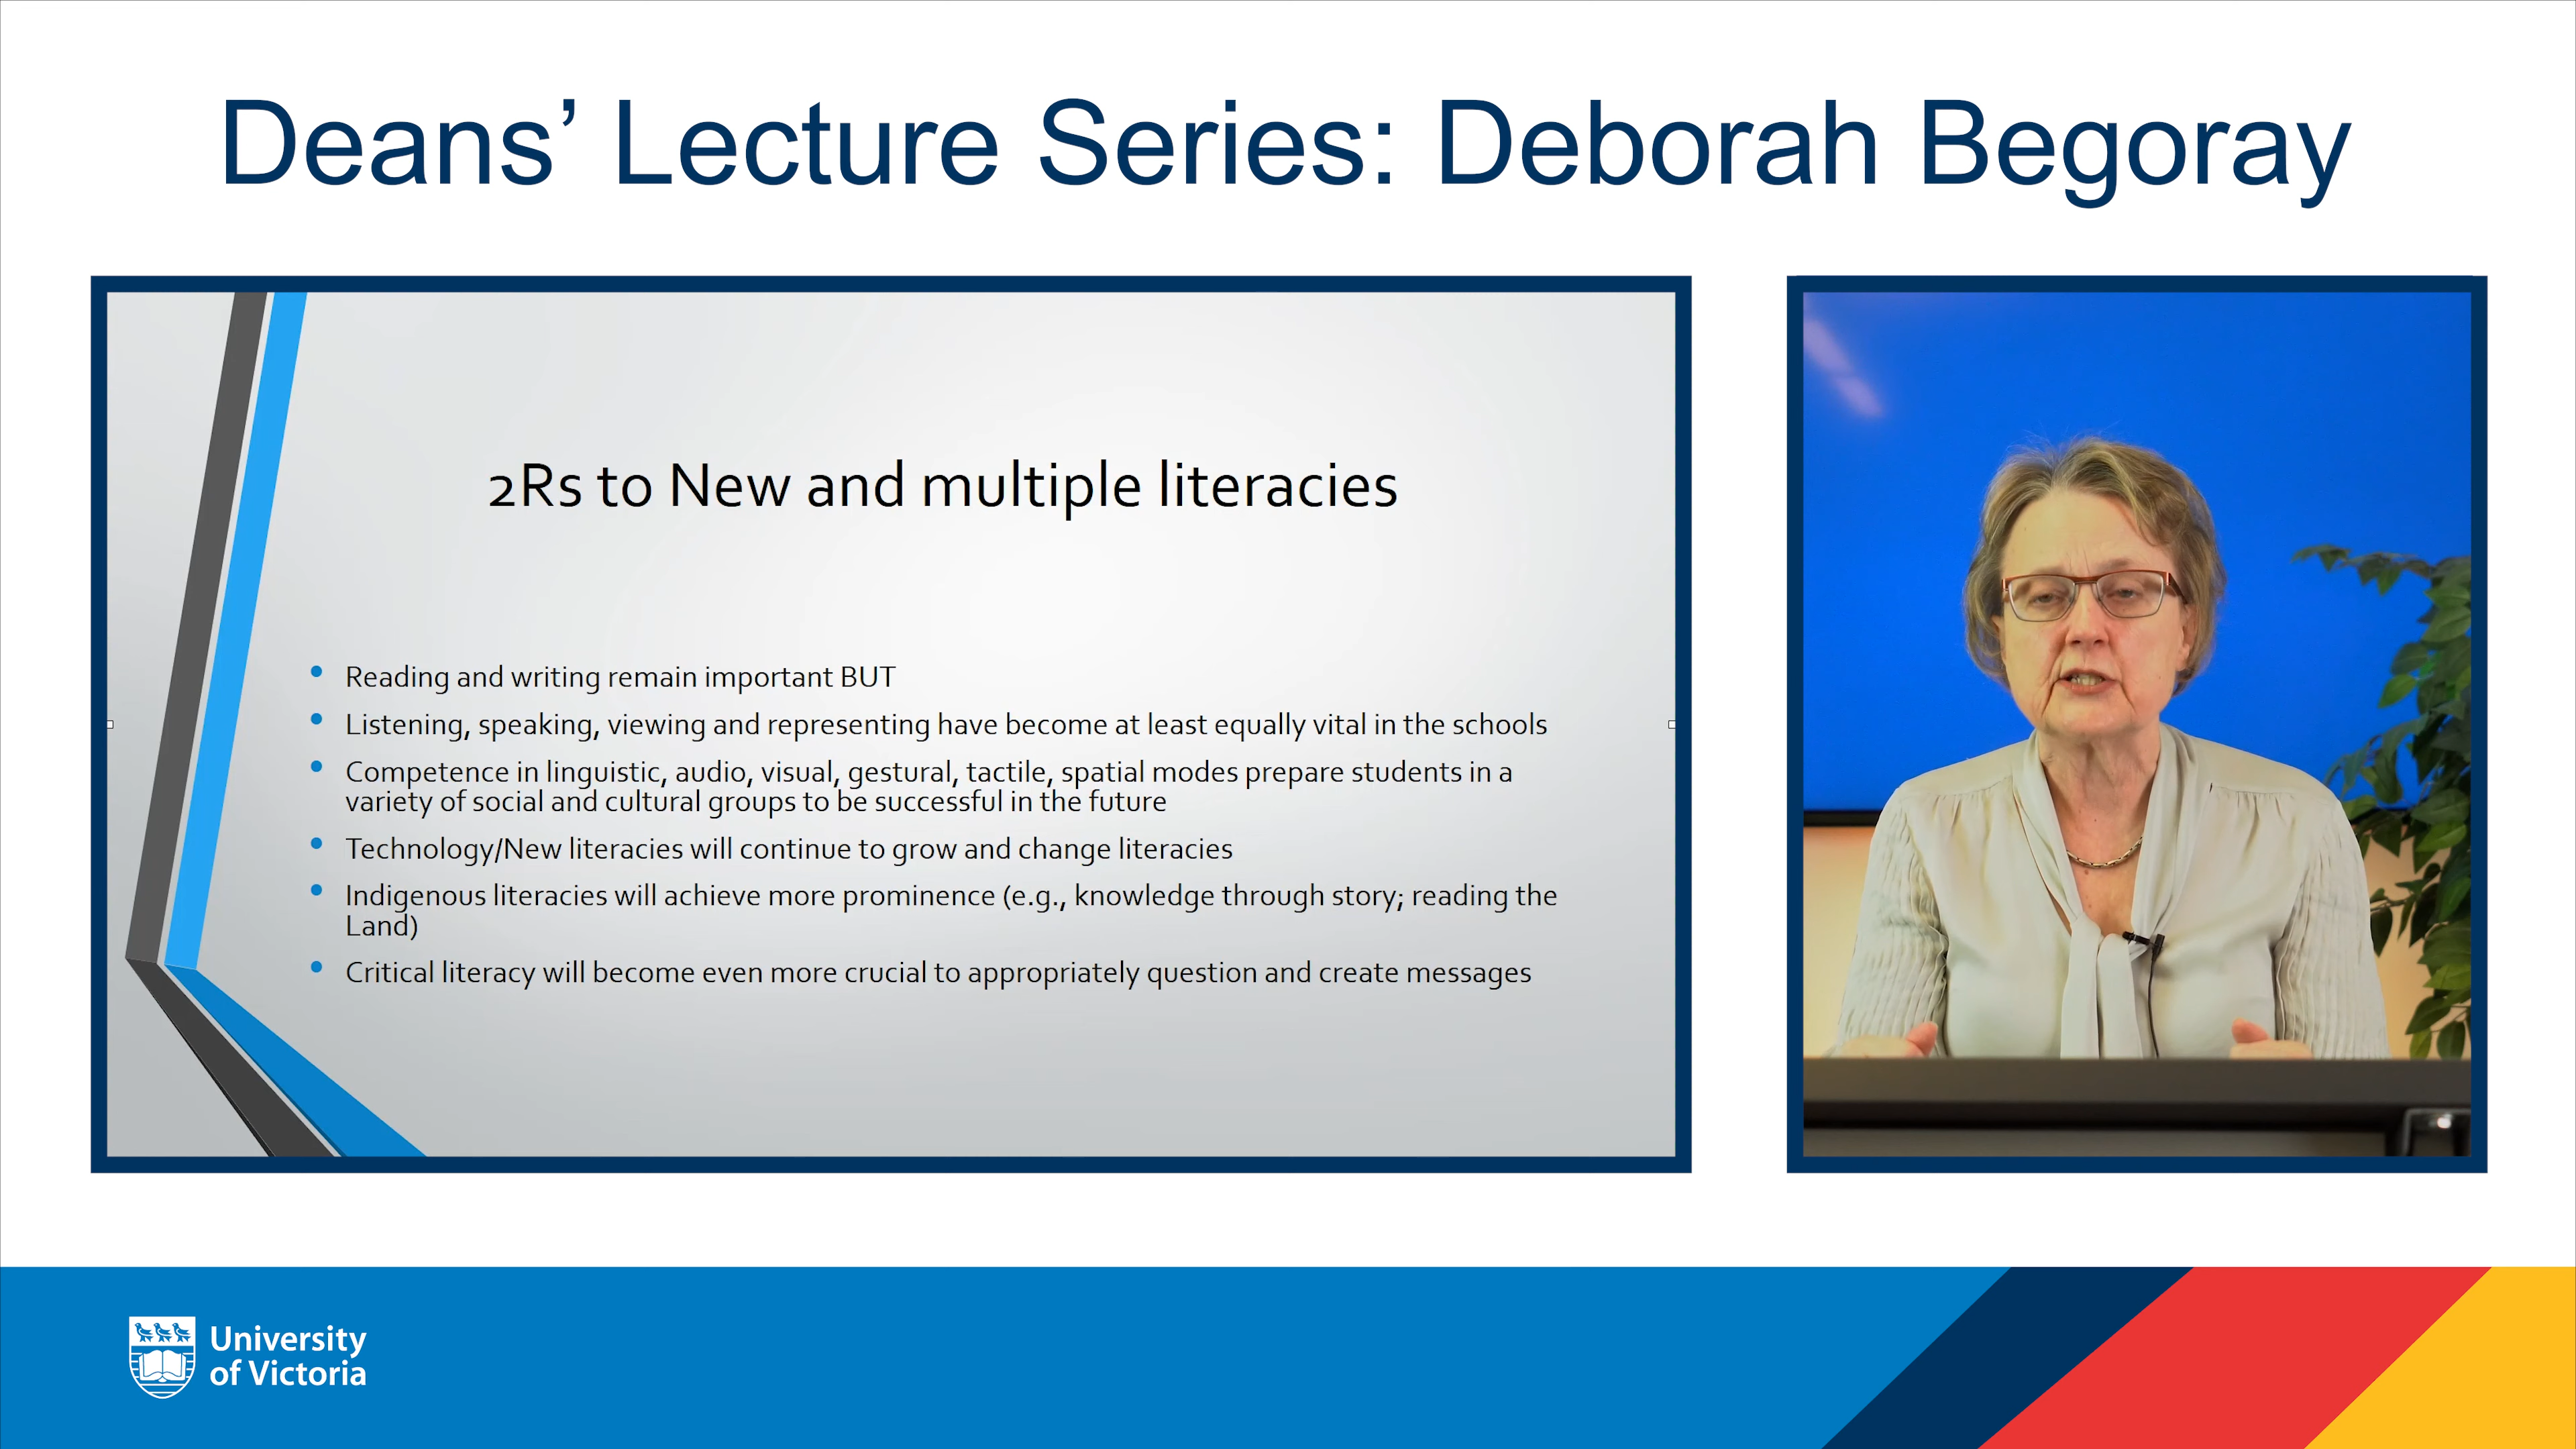 Deans’ Lecture Series: Deborah Begoray
2Rs to New and multiple literacies
• Reading and writing remain important BUT
• Listening, speaking, viewing and representing have become at least equally vital in the schools
• Competence in linguistic, audio, visual, gestural, tactile, spatial modes prepare students in a
variety of social and cultural groups to be successful in the future
• Technology/New literacies will continue to grow and change literacies
• Indigenous literacies will achieve more prominence (e.g., knowledge through story; reading the
Land)
• Critical literacy will become even more crucial to appropriately question and create messages
University
of Victoria